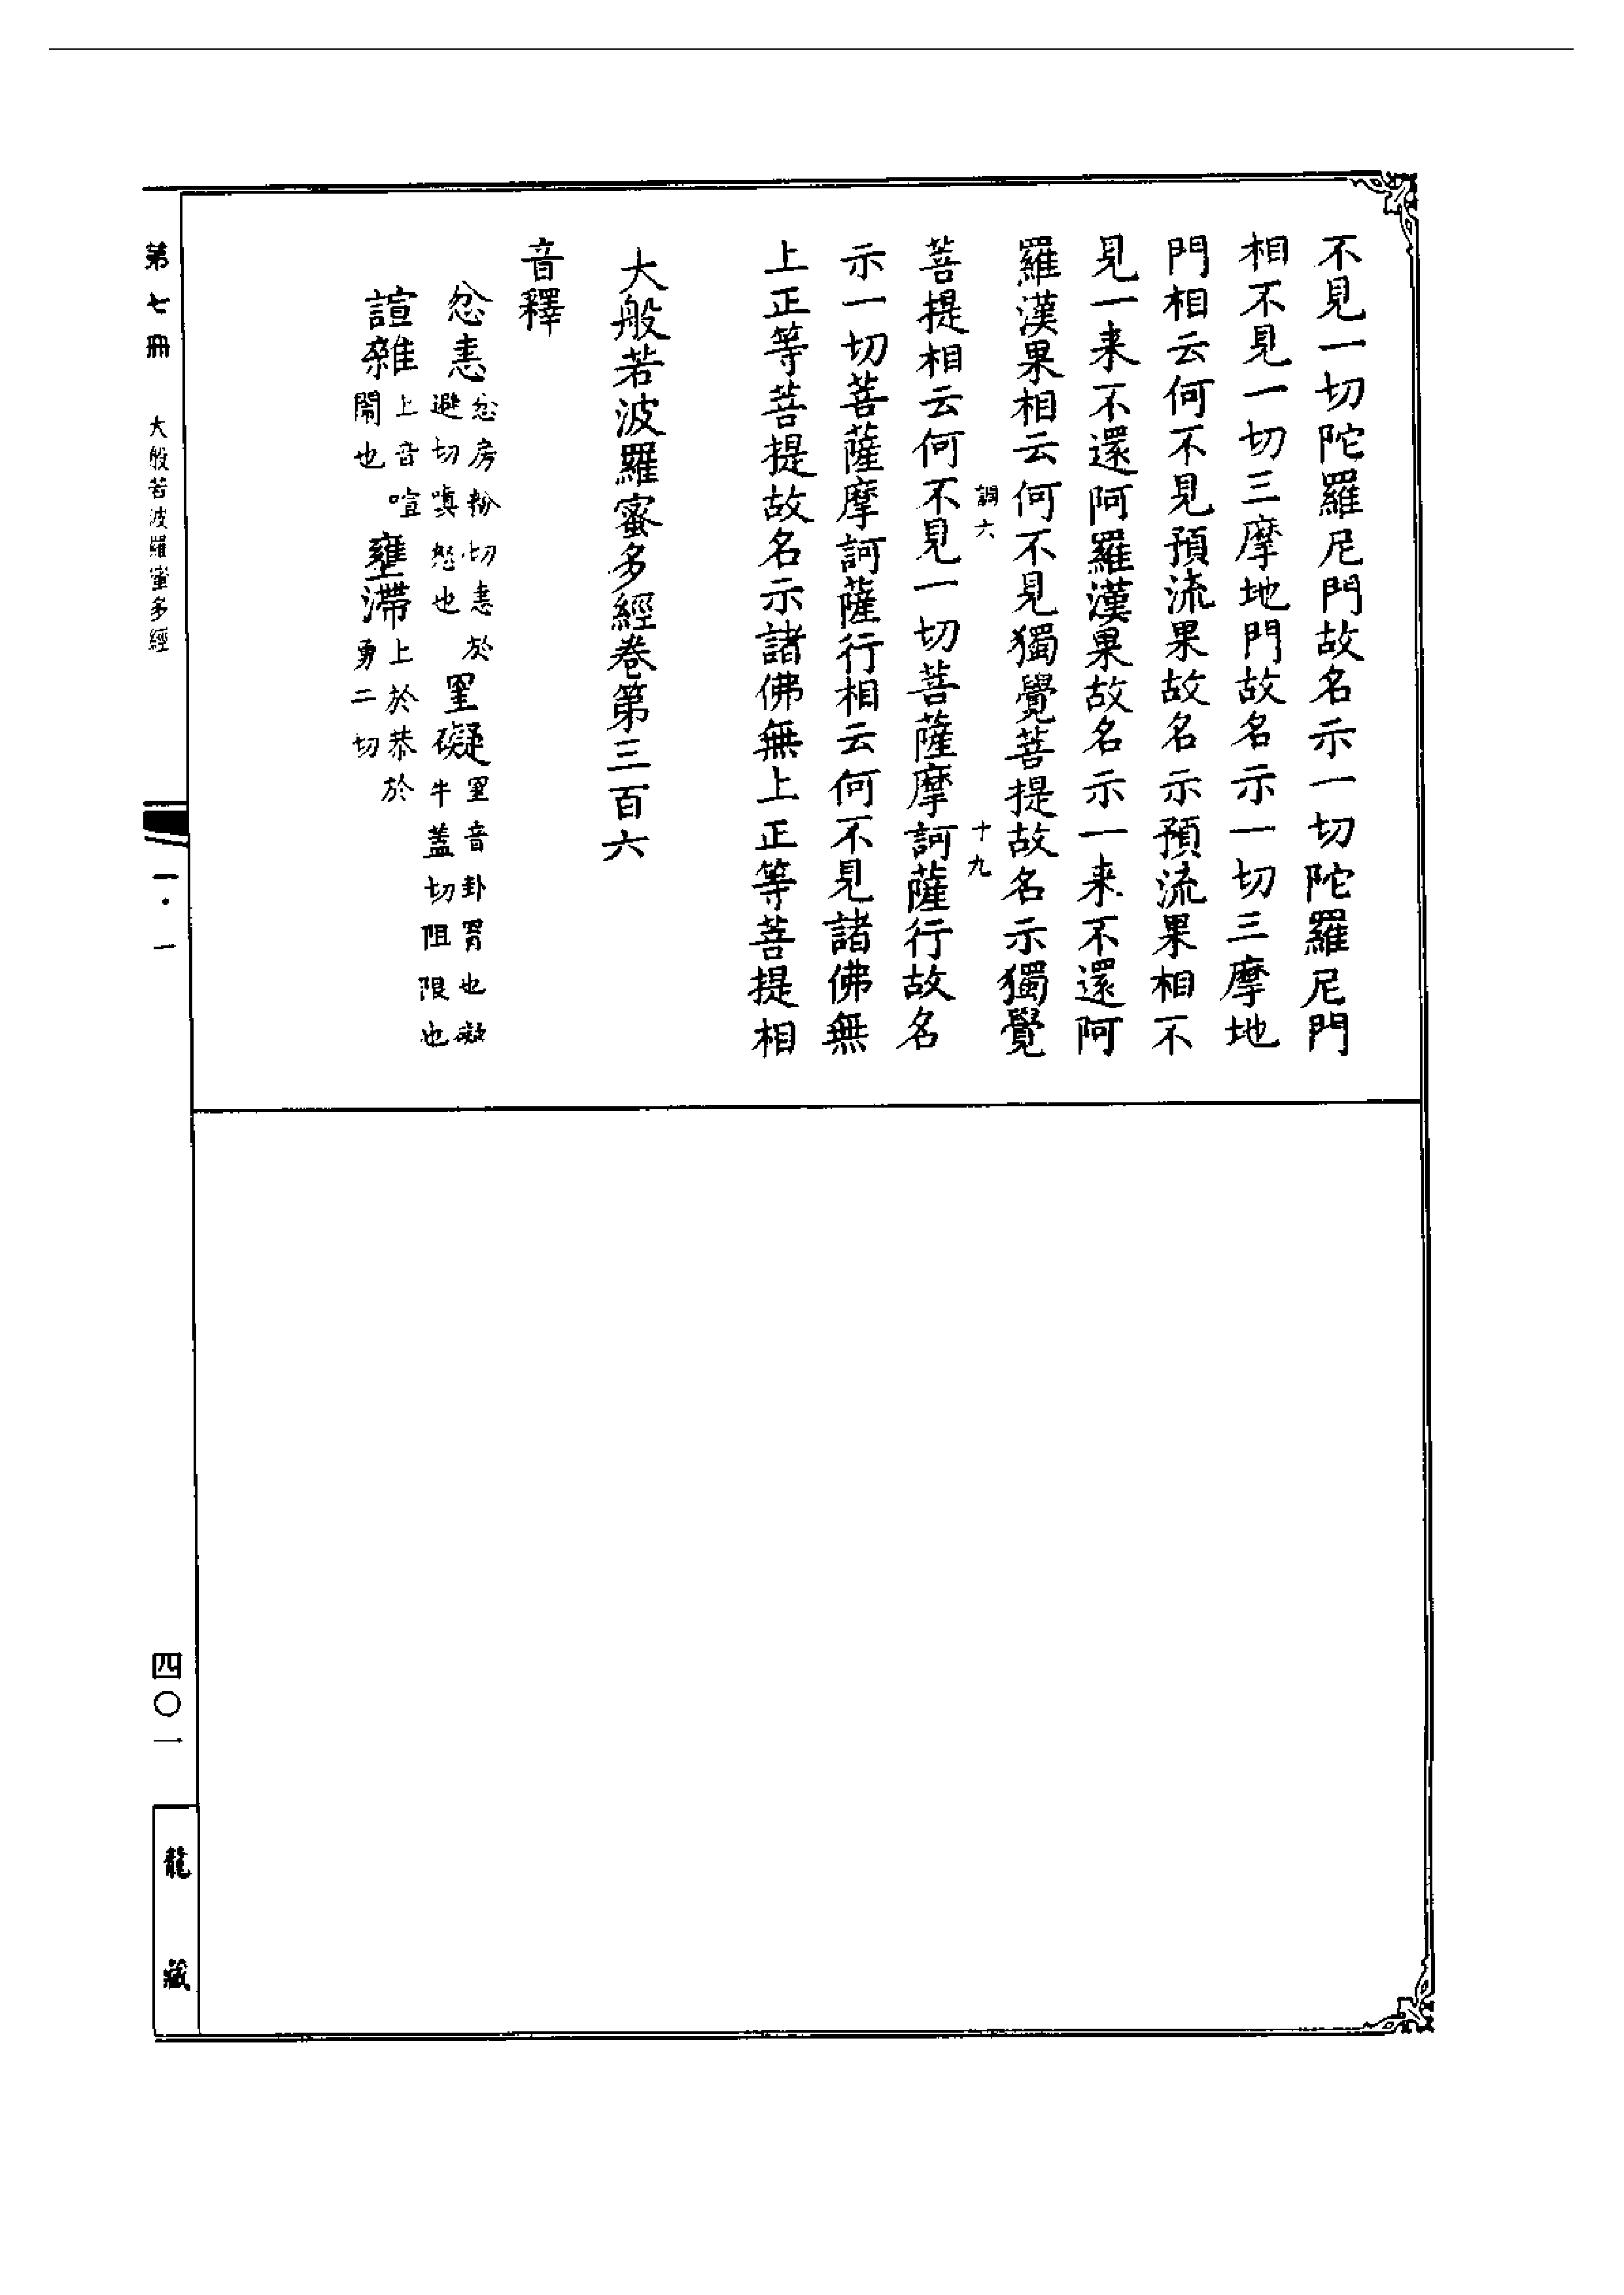 不見一切陀羅尼門故名示一切陀羅尼門
相不見一切三摩地門故名示一切三摩地
門相云何不見預流果故名示預流果相不
見一来不還阿羅漢果故名示一来不還阿
羅漢果相云何不見獨覺菩提故名示獨覺
調六
十九
菩提相云何不見一切菩薩摩訶薩行故名
示一切菩薩摩訶薩行相云何不見諸佛無
上正等菩提故名示諸佛無上正等菩提相
大般若波羅蜜多經卷第三百六
音釋
忿恚 忿房粉切恚於
避切嗔怒也
罣礙 罣音卦罥也礙
牛蓋切阻限也
諠雜 上音喧
鬧也
壅滯 上於恭於
勇二切
第七冊
大般若波羅蜜多經
一·一
四〇一
龍藏